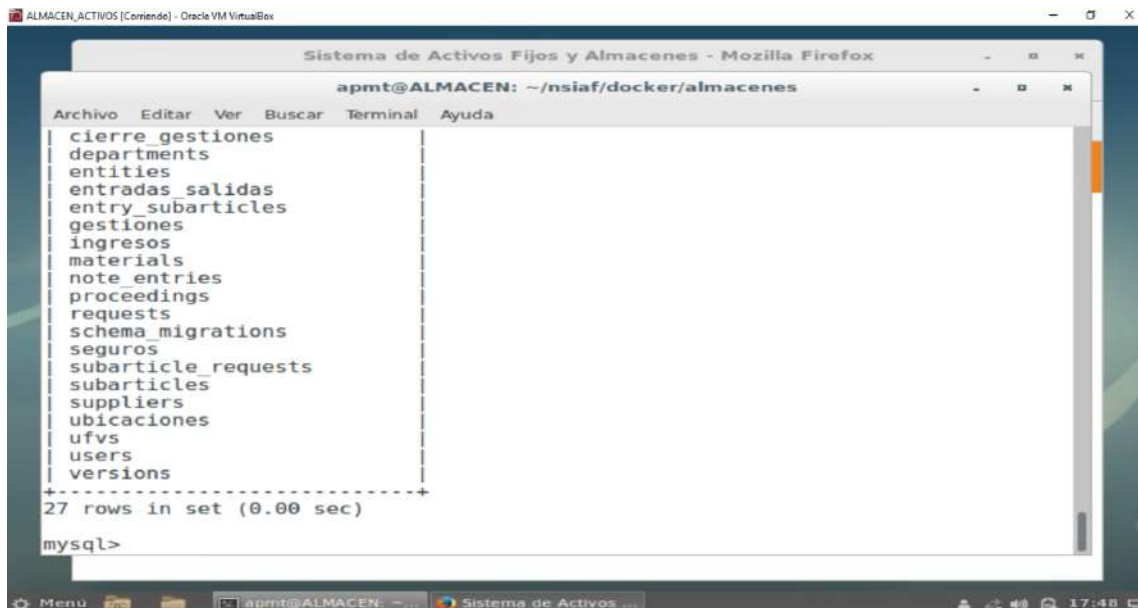 ALMACEN_ACTIVOS [Corriendo] - Oracle VM VirtualBox
Sistema de Activos Fijos y Almacenes - Mozilla Firefox
apmt@ALMACEN: ~/nsiaf/docker/almacenes
Archivo Editar Ver Buscar Terminal Ayuda
| cierre_gestiones |
| departments |
| entities |
| entradas_salidas |
| entry_subarticles |
| gestiones |
| ingresos |
| materials |
| note_entries |
| proceedings |
| requests |
| schema_migrations |
| seguros |
| subarticle_requests |
| subarticles |
| suppliers |
| ubicaciones |
| ufvs |
| users |
| versions |
+-----------------------------+
27 rows in set (0.00 sec)
mysql>
Menú apmt@ALMACEN: ~... Sistema de Activos ... 17:48